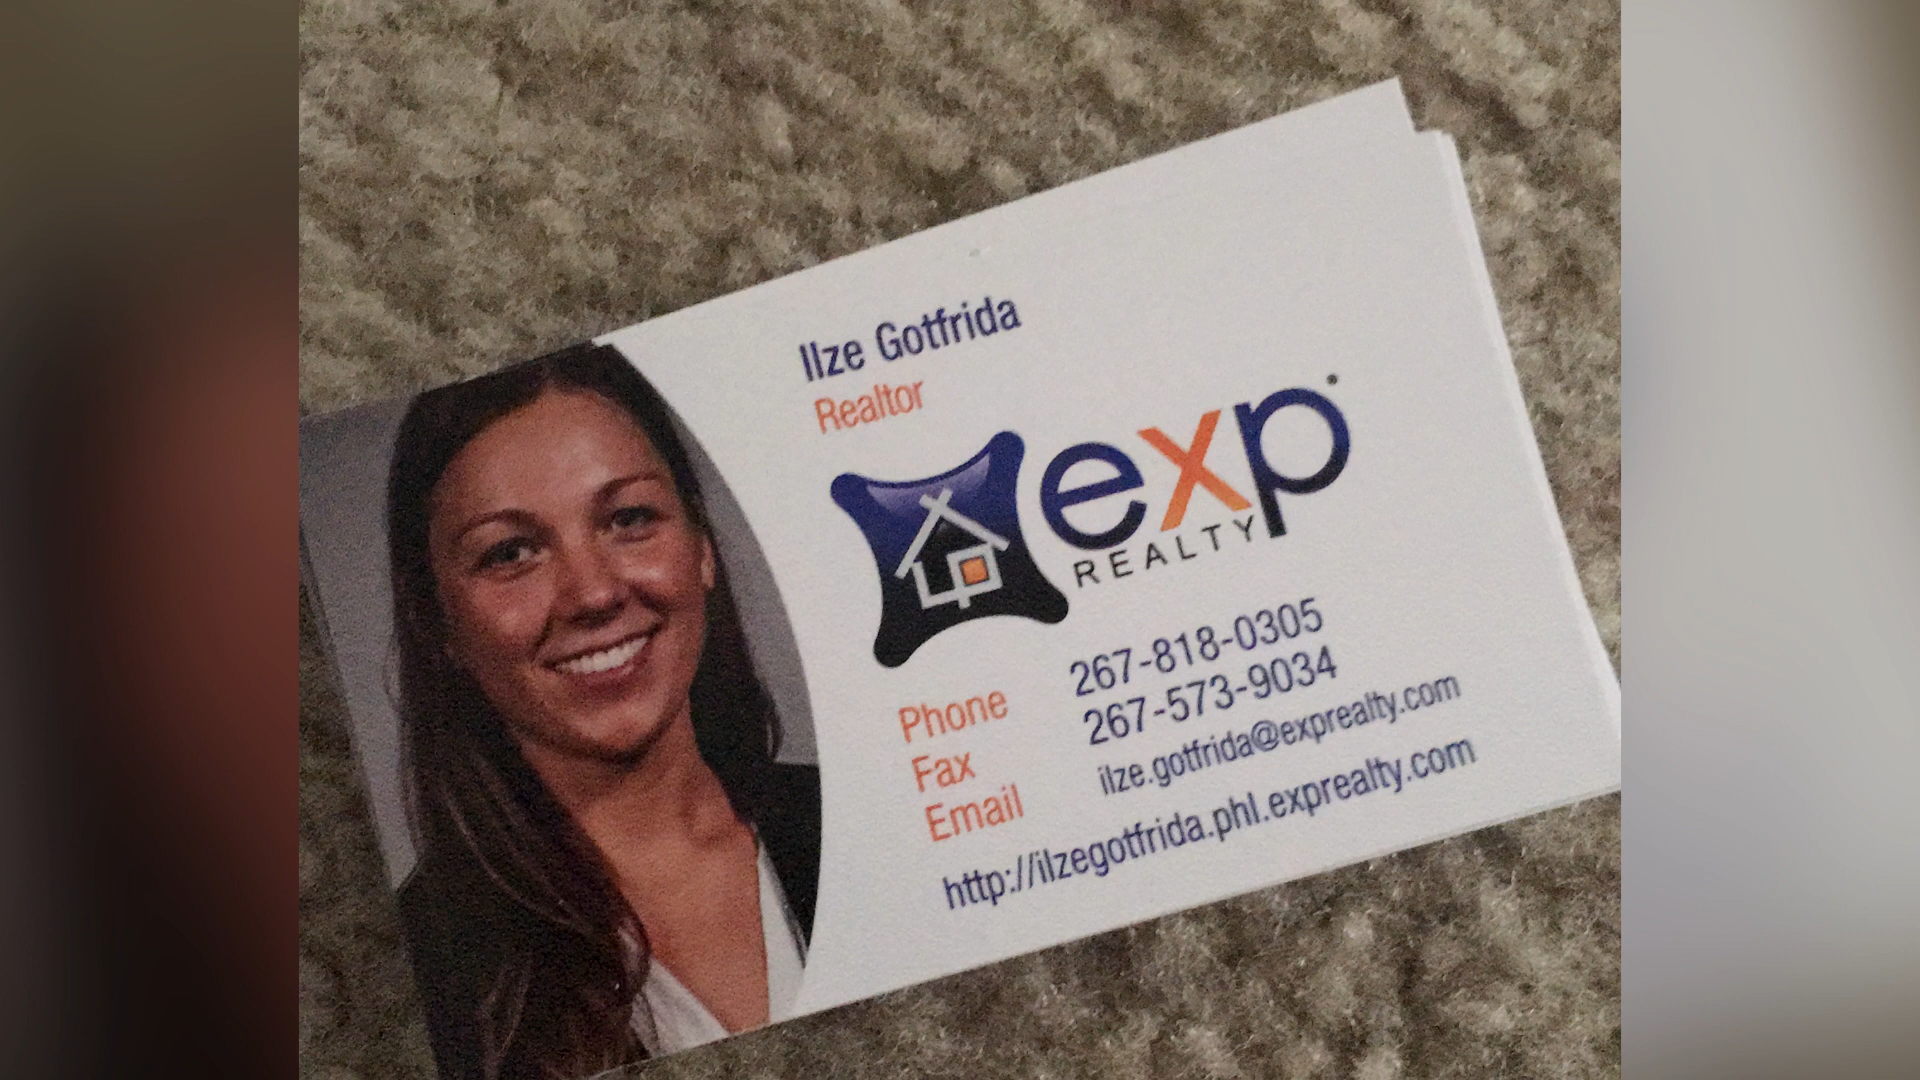 Ilze Gotfrida
Realtor
exp
REALTY
Phone 267-818-0305
Fax 267-573-9034
Email ilze.gotfrida@exprealty.com
http://ilzegotfrida.phl.exprealty.com